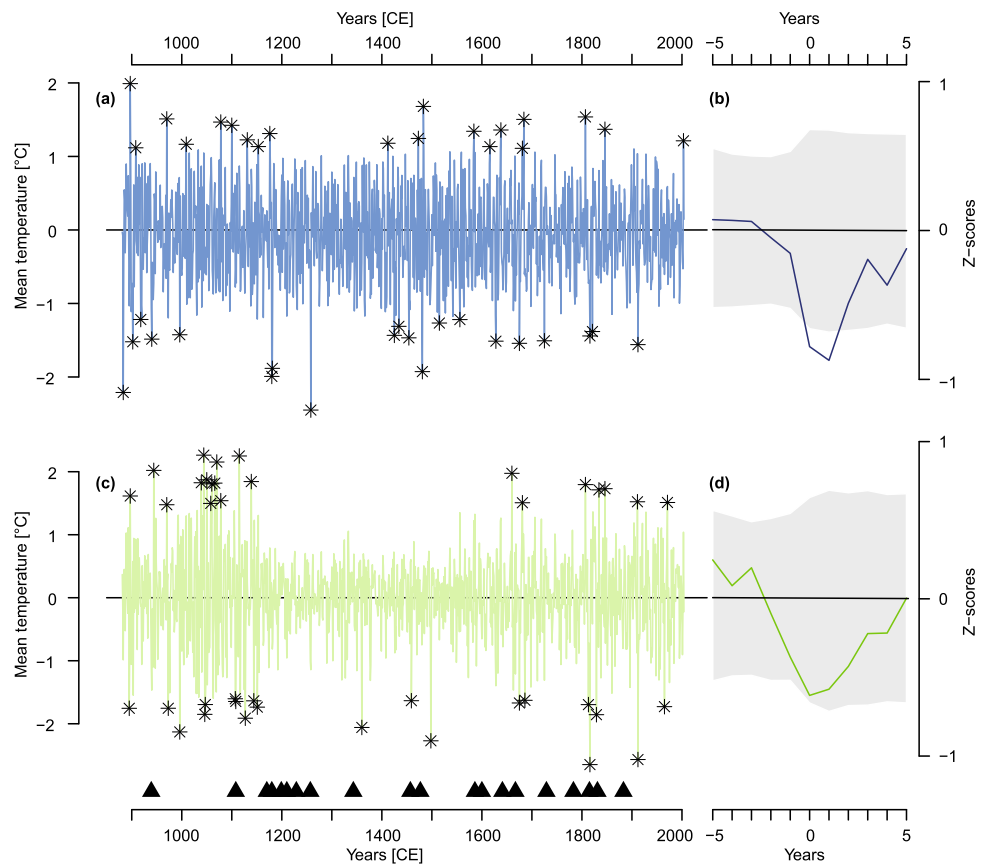 Years [CE]
Years
1000 1200 1400 1600 1800 2000
−5 0 5
(a)
(b)
2
1
0
−1
−2
Mean temperature [°C]
1
0
−1
Z−scores
(c)
(d)
2
1
0
−1
−2
Mean temperature [°C]
1
0
−1
Z−scores
1000 1200 1400 1600 1800 2000
−5 0 5
Years [CE]
Years